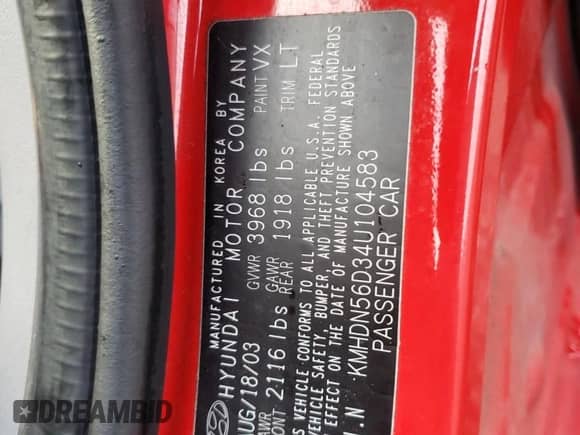 MANUFACTURED IN KOREA BY
HYUNDAI MOTOR COMPANY
AUG/18/03 GVWR 3968 lbs PAINT VX
GAWR FRONT 2116 lbs GAWR REAR 1918 lbs TRIM LT
THIS VEHICLE CONFORMS TO ALL APPLICABLE U.S.A. FEDERAL
VEHICLE SAFETY, BUMPER, AND THEFT PREVENTION STANDARDS
EFFECT ON THE DATE OF MANUFACTURE SHOWN ABOVE
V.I.N KMHDN56D34U104583
PASSENGER CAR
DREAMBID